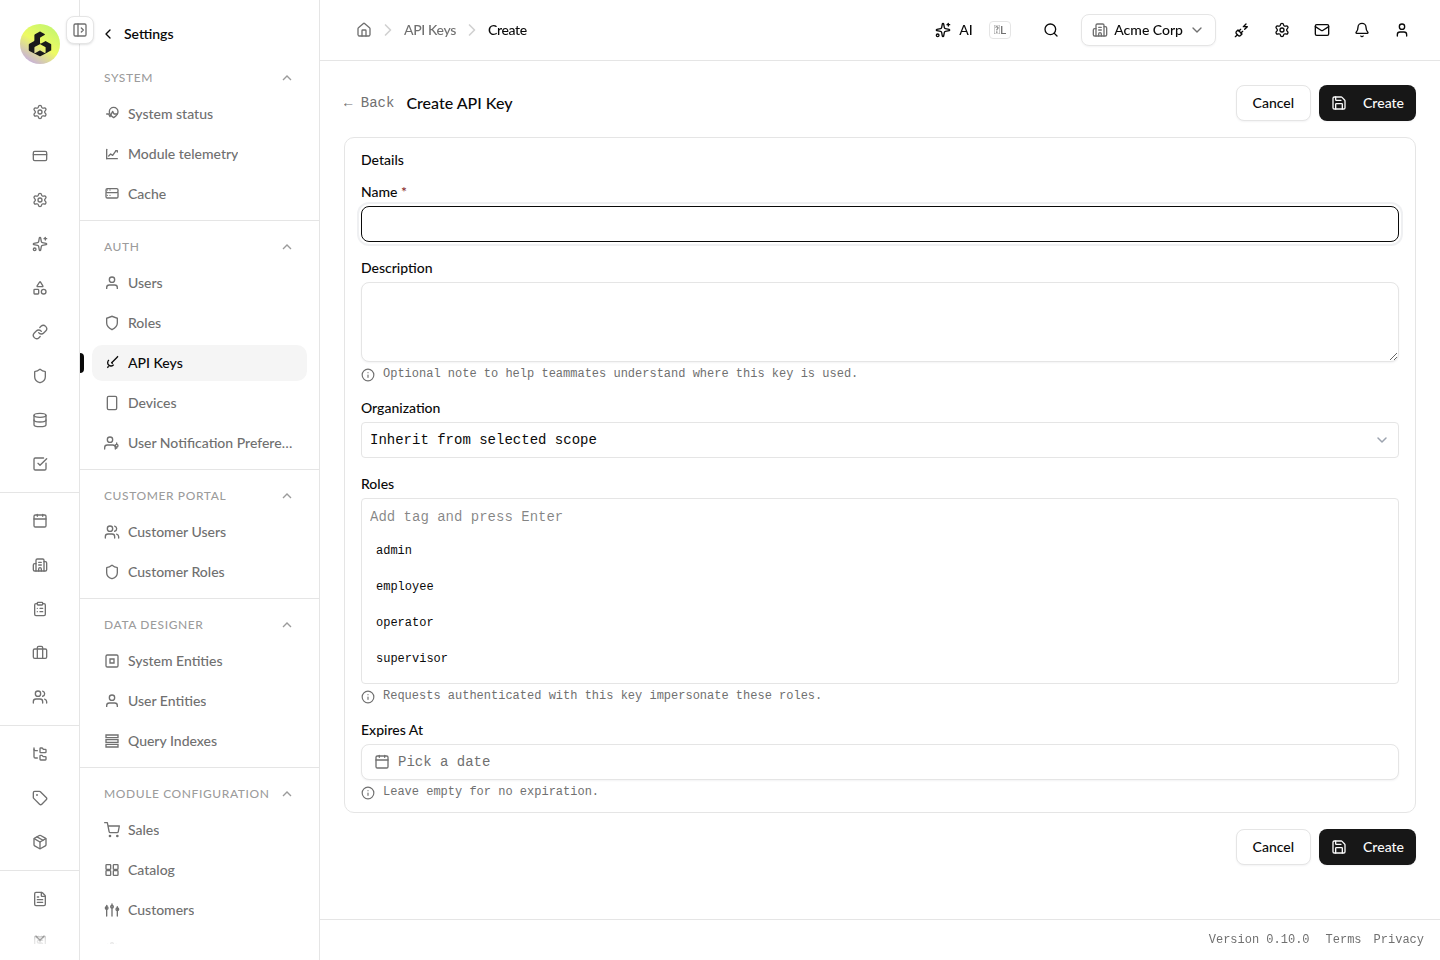 Settings
API Keys
Create
AI
L
Acme Corp
SYSTEM
System status
Module telemetry
Cache
AUTH
Users
Roles
API Keys
Devices
User Notification Prefere...
CUSTOMER PORTAL
Customer Users
Customer Roles
DATA DESIGNER
System Entities
User Entities
Query Indexes
MODULE CONFIGURATION
Sales
Catalog
Customers
← Back
Create API Key
Cancel
Create
Details
Name *
Description
Optional note to help teammates understand where this key is used.
Organization
Inherit from selected scope
Roles
Add tag and press Enter
admin
employee
operator
supervisor
Requests authenticated with this key impersonate these roles.
Expires At
Pick a date
Leave empty for no expiration.
Cancel
Create
Version 0.10.0
Terms
Privacy